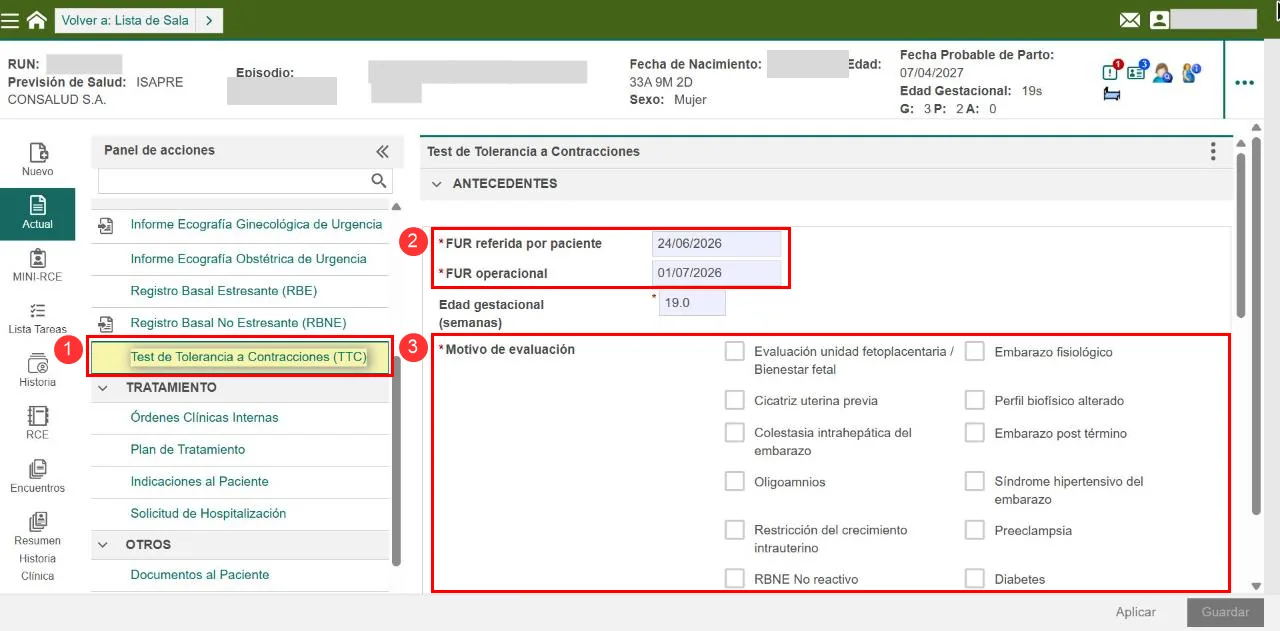 Volver a: Lista de Sala
RUN:
Previsión de Salud: ISAPRE
CONSALUD S.A.
Episodio:
Fecha de Nacimiento:
Edad:
33A 9M 2D
Sexo: Mujer
Fecha Probable de Parto:
07/04/2027
Edad Gestacional: 19s
G: 3 P: 2 A: 0
1
3
Nuevo
Actual
MINI-RCE
Lista Tareas
Historia
RCE
Encuentros
Resumen
Historia
Clínica
Panel de acciones
Informe Ecografía Ginecológica de Urgencia
Informe Ecografía Obstétrica de Urgencia
Registro Basal Estresante (RBE)
Registro Basal No Estresante (RBNE)
1
Test de Tolerancia a Contracciones (TTC)
TRATAMIENTO
Órdenes Clínicas Internas
Plan de Tratamiento
Indicaciones al Paciente
Solicitud de Hospitalización
OTROS
Documentos al Paciente
Test de Tolerancia a Contracciones
ANTECEDENTES
2
* FUR referida por paciente 24/06/2026
* FUR operacional 01/07/2026
Edad gestacional
(semanas)
* 19.0
3
* Motivo de evaluación
Evaluación unidad fetoplacentaria /
Bienestar fetal
Embarazo fisiológico
Cicatriz uterina previa
Perfil biofísico alterado
Colestasia intrahepática del
embarazo
Embarazo post término
Oligoamnios
Síndrome hipertensivo del
embarazo
Restricción del crecimiento
intrauterino
Preeclampsia
RBNE No reactivo
Diabetes
Aplicar
Guardar